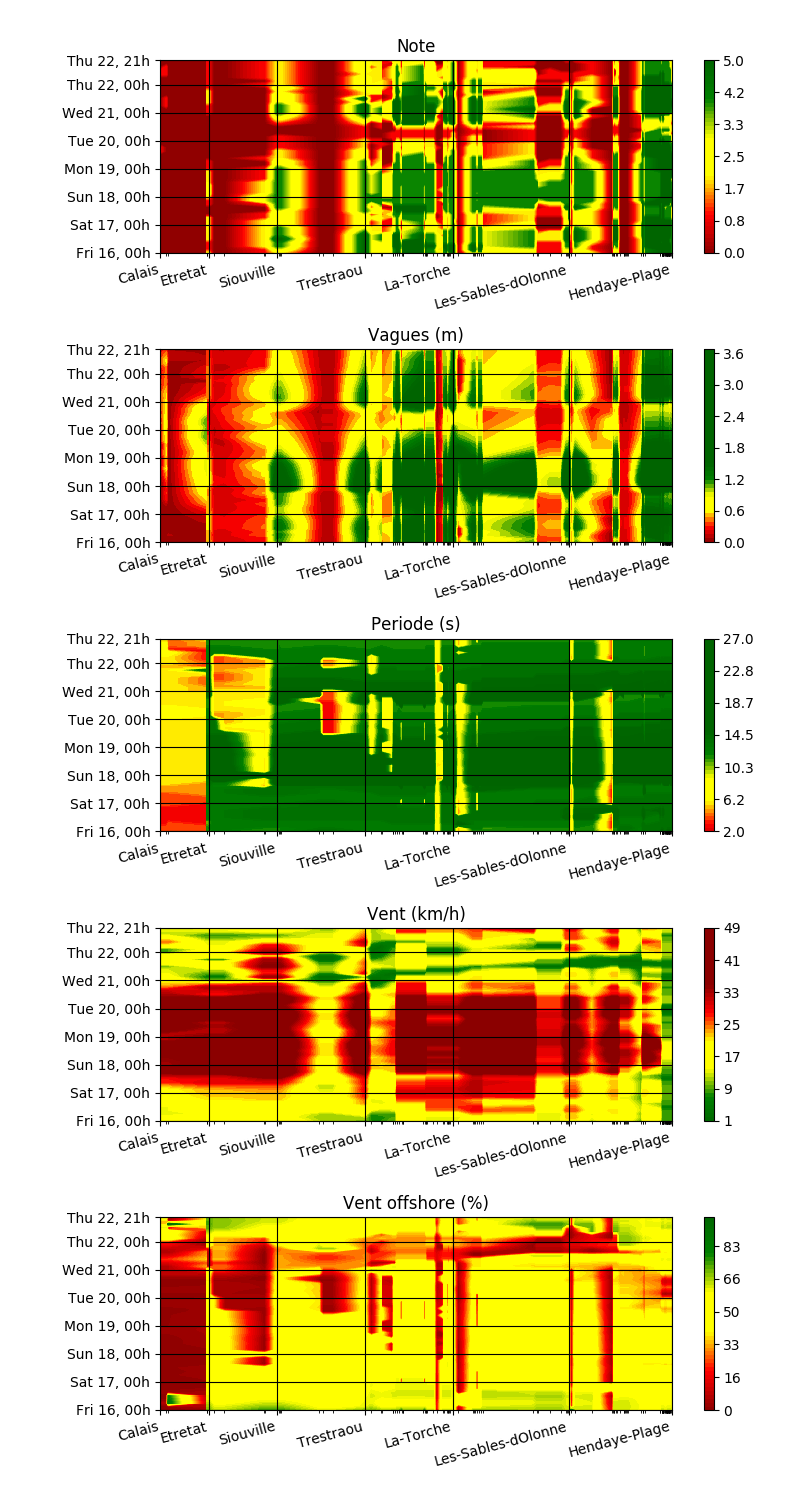 Note
Thu 22, 21h
Thu 22, 00h
Wed 21, 00h
Tue 20, 00h
Mon 19, 00h
Sun 18, 00h
Sat 17, 00h
Fri 16, 00h
Calais Etretat Siouville Trestraou La-Torche Les-Sables-dOlonne Hendaye-Plage
5.0
4.2
3.3
2.5
1.7
0.8
0.0
Vagues (m)
Thu 22, 21h
Thu 22, 00h
Wed 21, 00h
Tue 20, 00h
Mon 19, 00h
Sun 18, 00h
Sat 17, 00h
Fri 16, 00h
Calais Etretat Siouville Trestraou La-Torche Les-Sables-dOlonne Hendaye-Plage
3.6
3.0
2.4
1.8
1.2
0.6
0.0
Periode (s)
Thu 22, 21h
Thu 22, 00h
Wed 21, 00h
Tue 20, 00h
Mon 19, 00h
Sun 18, 00h
Sat 17, 00h
Fri 16, 00h
Calais Etretat Siouville Trestraou La-Torche Les-Sables-dOlonne Hendaye-Plage
27.0
22.8
18.7
14.5
10.3
6.2
2.0
Vent (km/h)
Thu 22, 21h
Thu 22, 00h
Wed 21, 00h
Tue 20, 00h
Mon 19, 00h
Sun 18, 00h
Sat 17, 00h
Fri 16, 00h
Calais Etretat Siouville Trestraou La-Torche Les-Sables-dOlonne Hendaye-Plage
49
41
33
25
17
9
1
Vent offshore (%)
Thu 22, 21h
Thu 22, 00h
Wed 21, 00h
Tue 20, 00h
Mon 19, 00h
Sun 18, 00h
Sat 17, 00h
Fri 16, 00h
Calais Etretat Siouville Trestraou La-Torche Les-Sables-dOlonne Hendaye-Plage
83
66
50
33
16
0